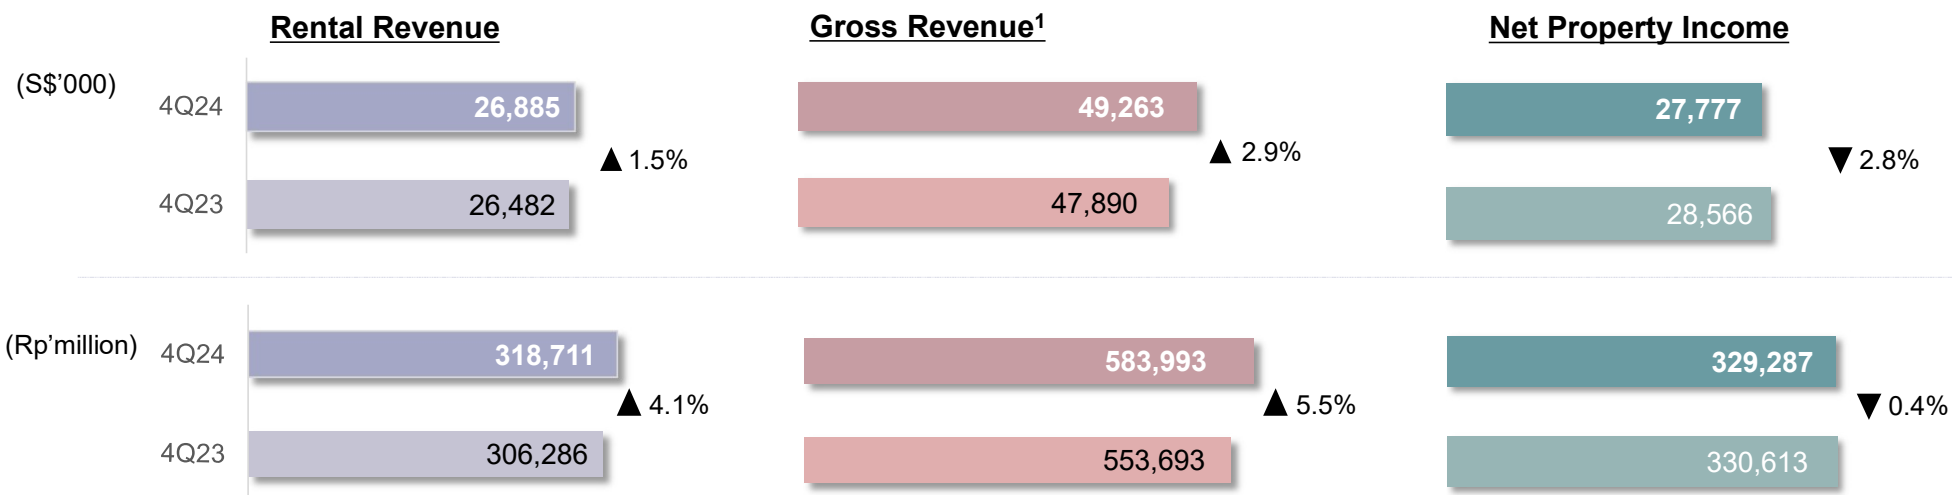 Rental Revenue
Gross Revenue¹
Net Property Income
(S$'000)
4Q24
26,885
49,263
27,777
▲ 1.5%
▲ 2.9%
▼ 2.8%
4Q23
26,482
47,890
28,566
(Rp'million)
4Q24
318,711
583,993
329,287
▲ 4.1%
▲ 5.5%
▼ 0.4%
4Q23
306,286
553,693
330,613